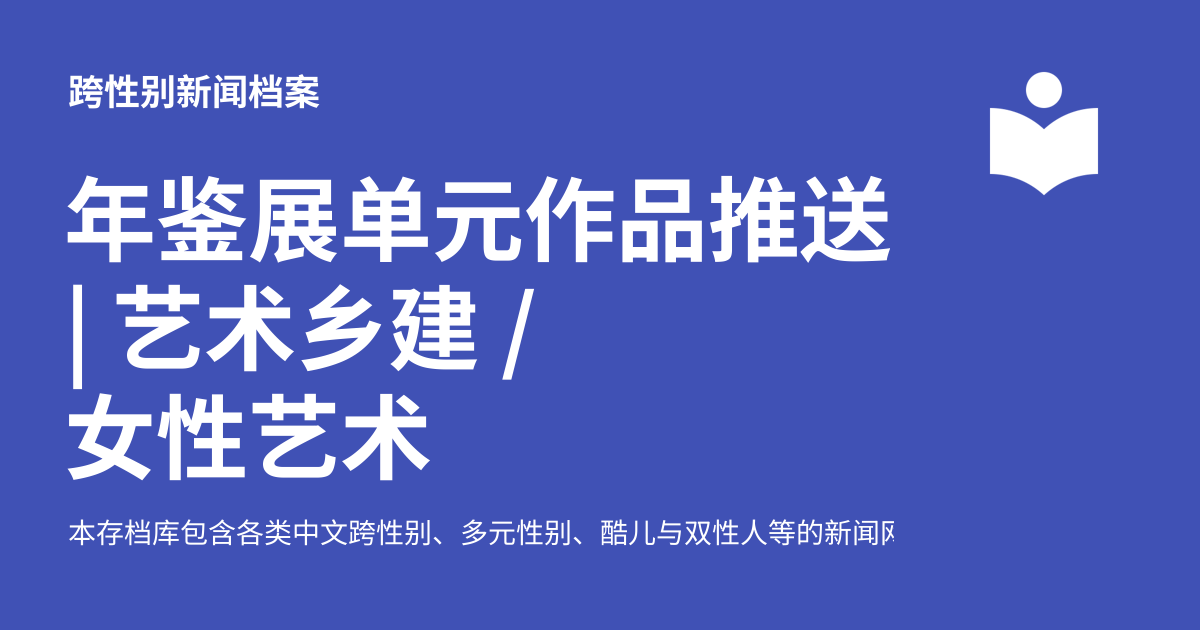 跨性别新闻档案
年鉴展单元作品推送
| 艺术乡建 /
女性艺术
本存档库包含各类中文跨性别、多元性别、酷儿与双性人等的新闻